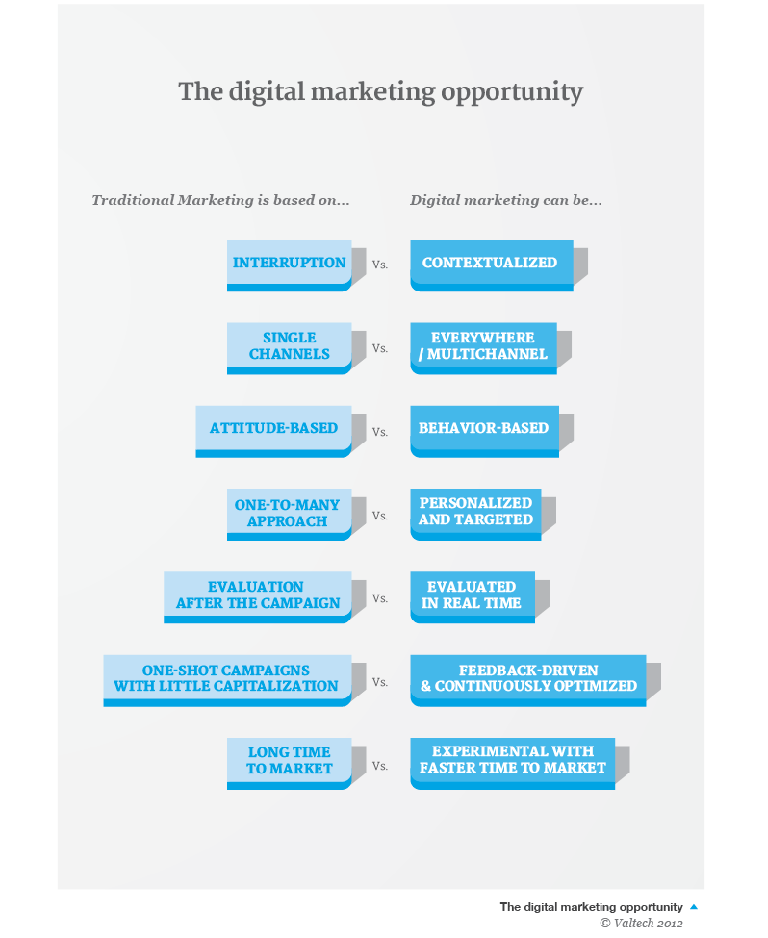 The digital marketing opportunity
Traditional Marketing is based on...
Digital marketing can be...
INTERRUPTION
Vs.
CONTEXTUALIZED
SINGLE
CHANNELS
Vs.
EVERYWHERE
/ MULTICHANNEL
ATTITUDE-BASED
Vs.
BEHAVIOR-BASED
ONE-TO-MANY
APPROACH
Vs
PERSONALIZED
AND TARGETED
EVALUATION
AFTER THE CAMPAIGN
Vs.
EVALUATED
IN REAL TIME
ONE-SHOT CAMPAIGNS
WITH LITTLE CAPITALIZATION
Vs.
FEEDBACK-DRIVEN
& CONTINUOUSLY OPTIMIZED
LONG TIME
TO MARKET
Vs.
EXPERIMENTAL WITH
FASTER TIME TO MARKET
The digital marketing opportunity
© Valtech 2012